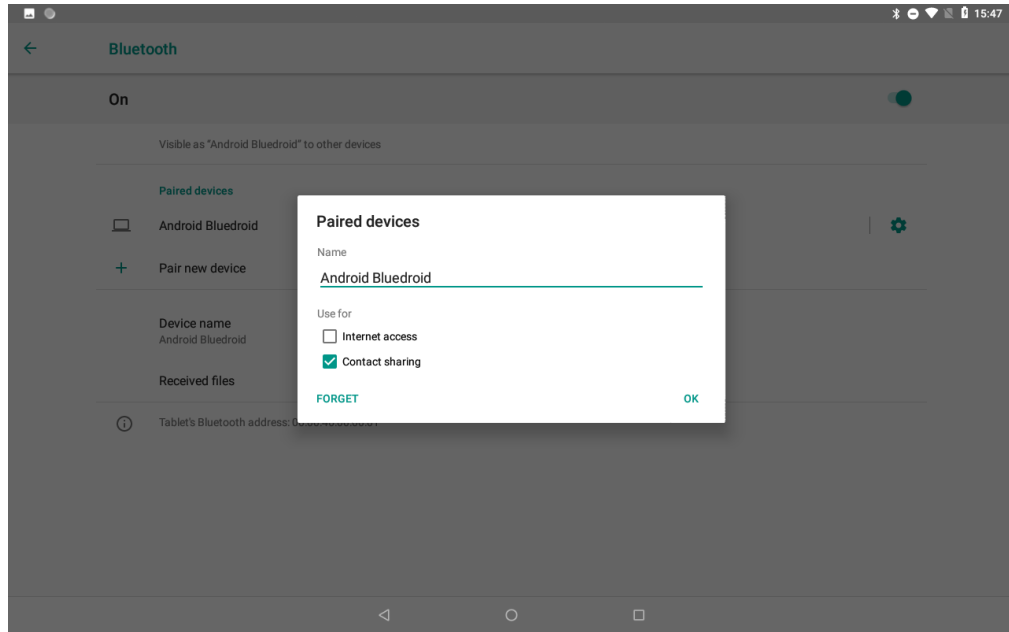 15:47
Bluetooth
On
Visible as "Android Bluedroid" to other devices
Paired devices
Android Bluedroid
Pair new device
Device name
Android Bluedroid
Received files
Tablet's Bluetooth address:
Paired devices
Name
Android Bluedroid
Use for
Internet access
Contact sharing
FORGET
OK